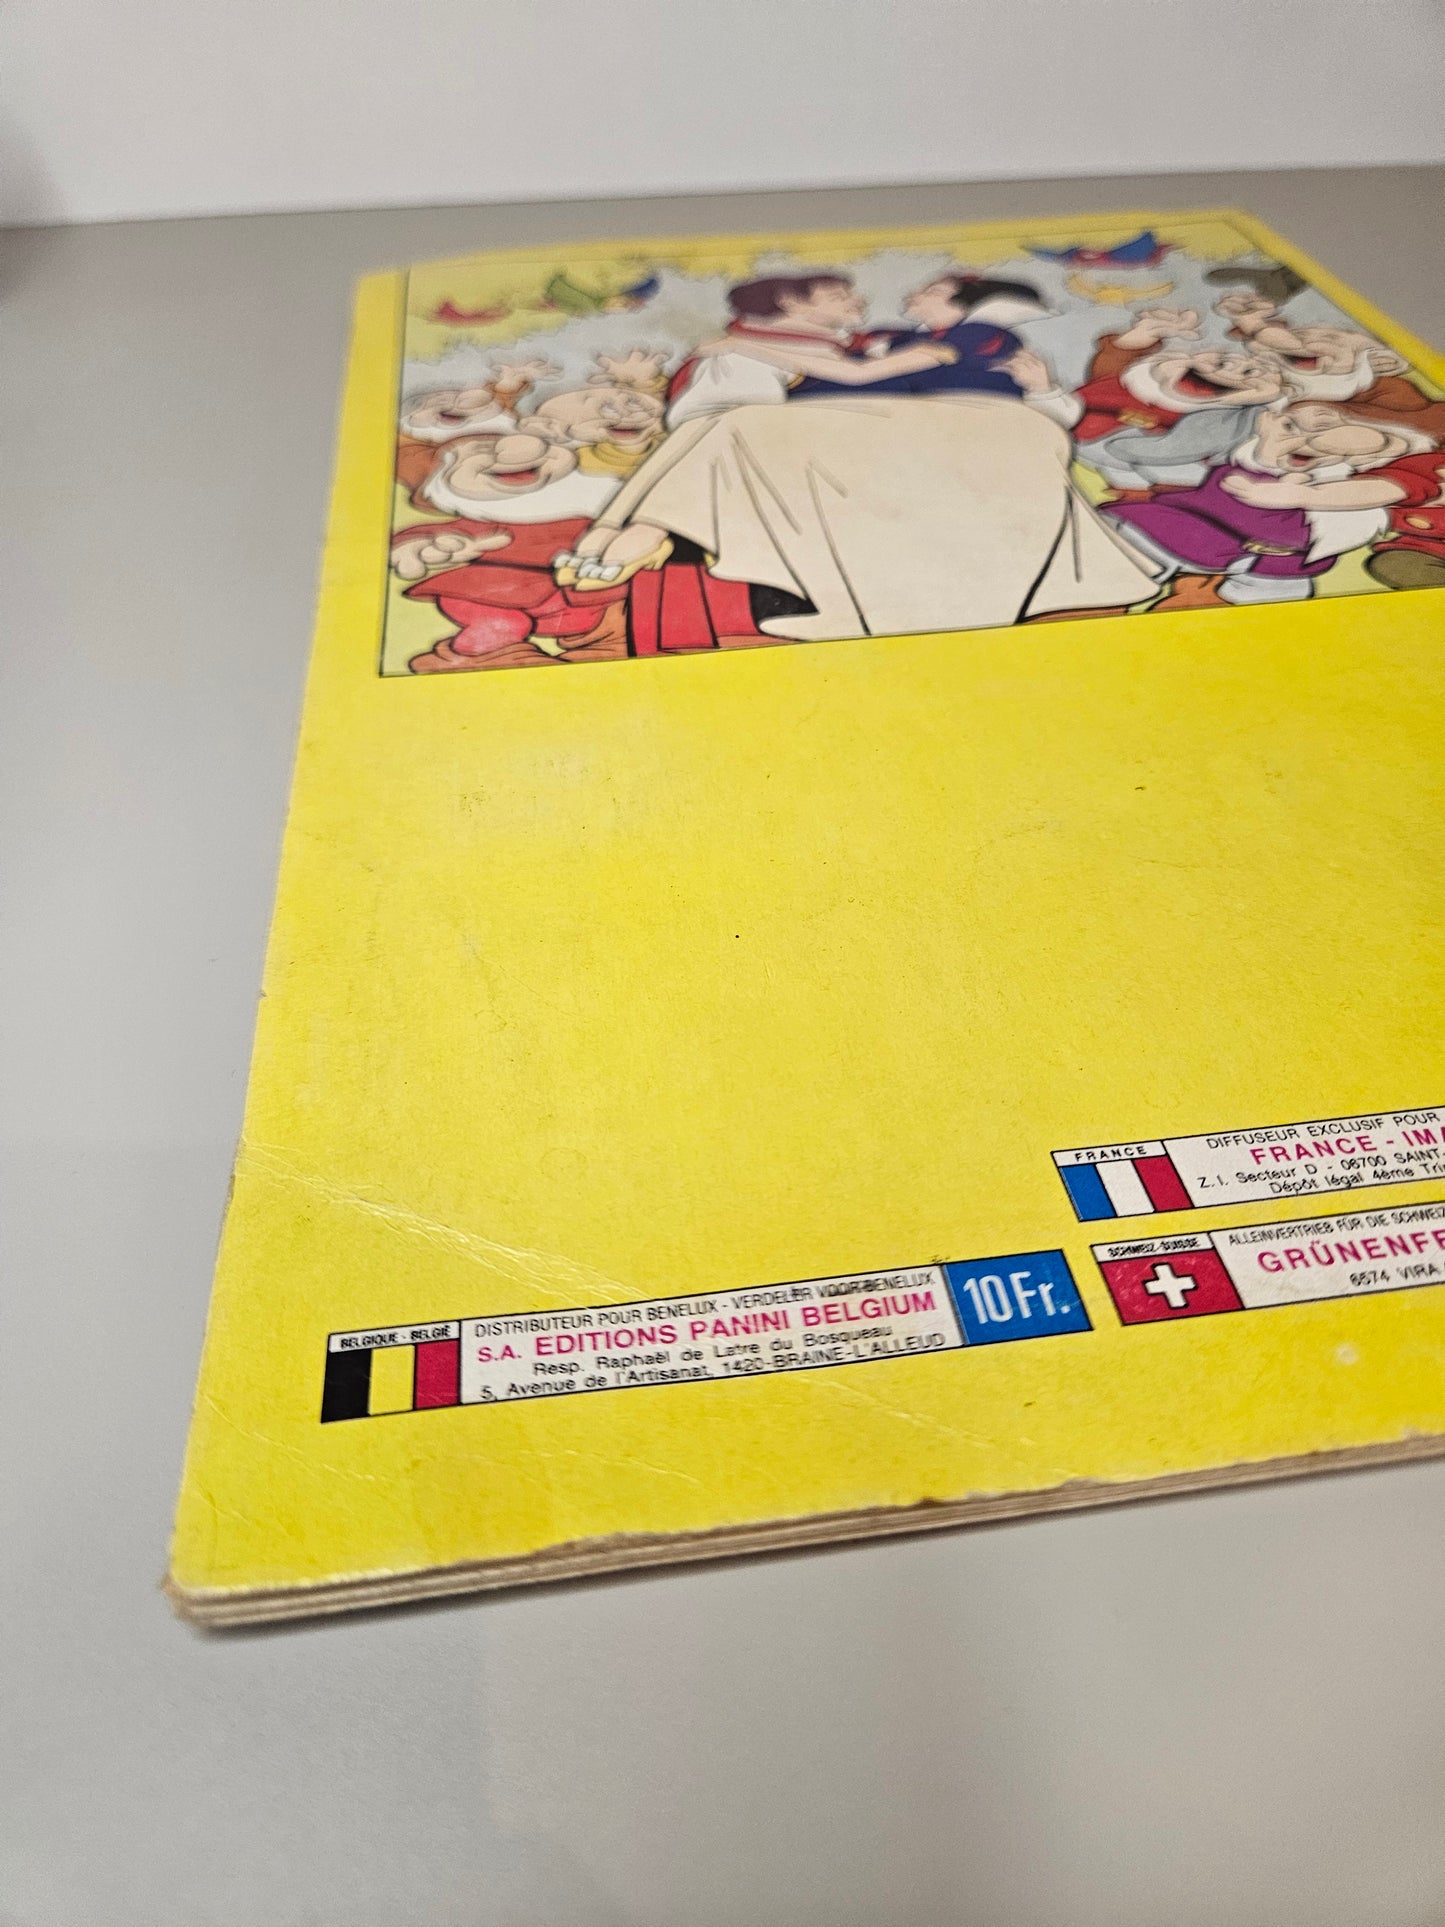 FRANCE
DIFFUSEUR EXCLUSIF POUR
FRANCE - IMA
Z.I. Secteur D - 06700 SAINT-
Dépôt légal 4ème Tri
SCHWEIZ-SUISSE
ALLEINVERTRIEB FÜR DIE SCHWEIZ
GRÜNENF
6574 VIRA
BELGIQUE - BELGIË
DISTRIBUTEUR POUR BENELUX - VERDELER VOOR BENELUX
S.A. EDITIONS PANINI BELGIUM
Resp. Raphaël de Latre du Bosqueau
5, Avenue de l'Artisanat, 1420-BRAINE-L'ALLEUD
10 Fr.